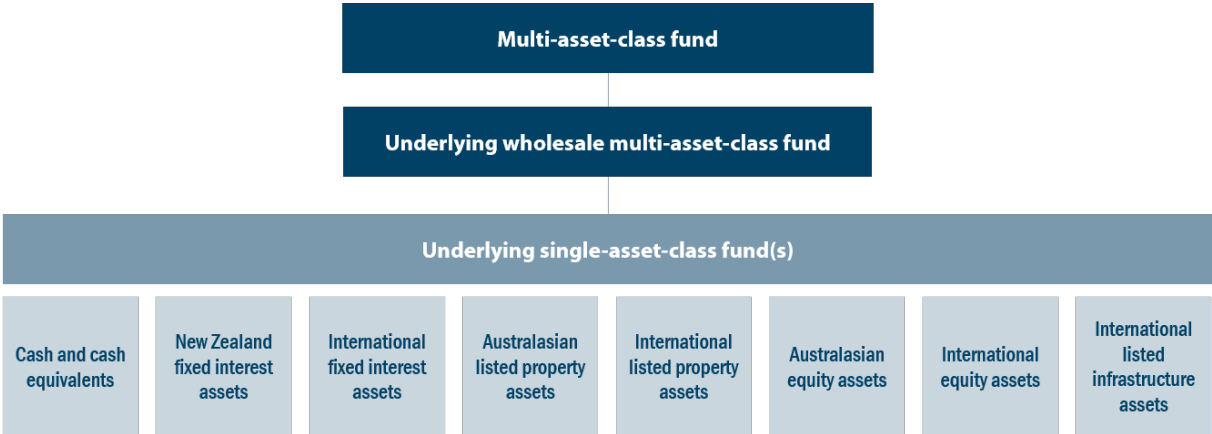 Multi-asset-class fund
Underlying wholesale multi-asset-class fund
Underlying single-asset-class fund(s)
Cash and cash
equivalents
New Zealand
fixed interest
assets
International
fixed interest
assets
Australasian
listed property
assets
International
listed property
assets
Australasian
equity assets
International
equity assets
International
listed
infrastructure
assets